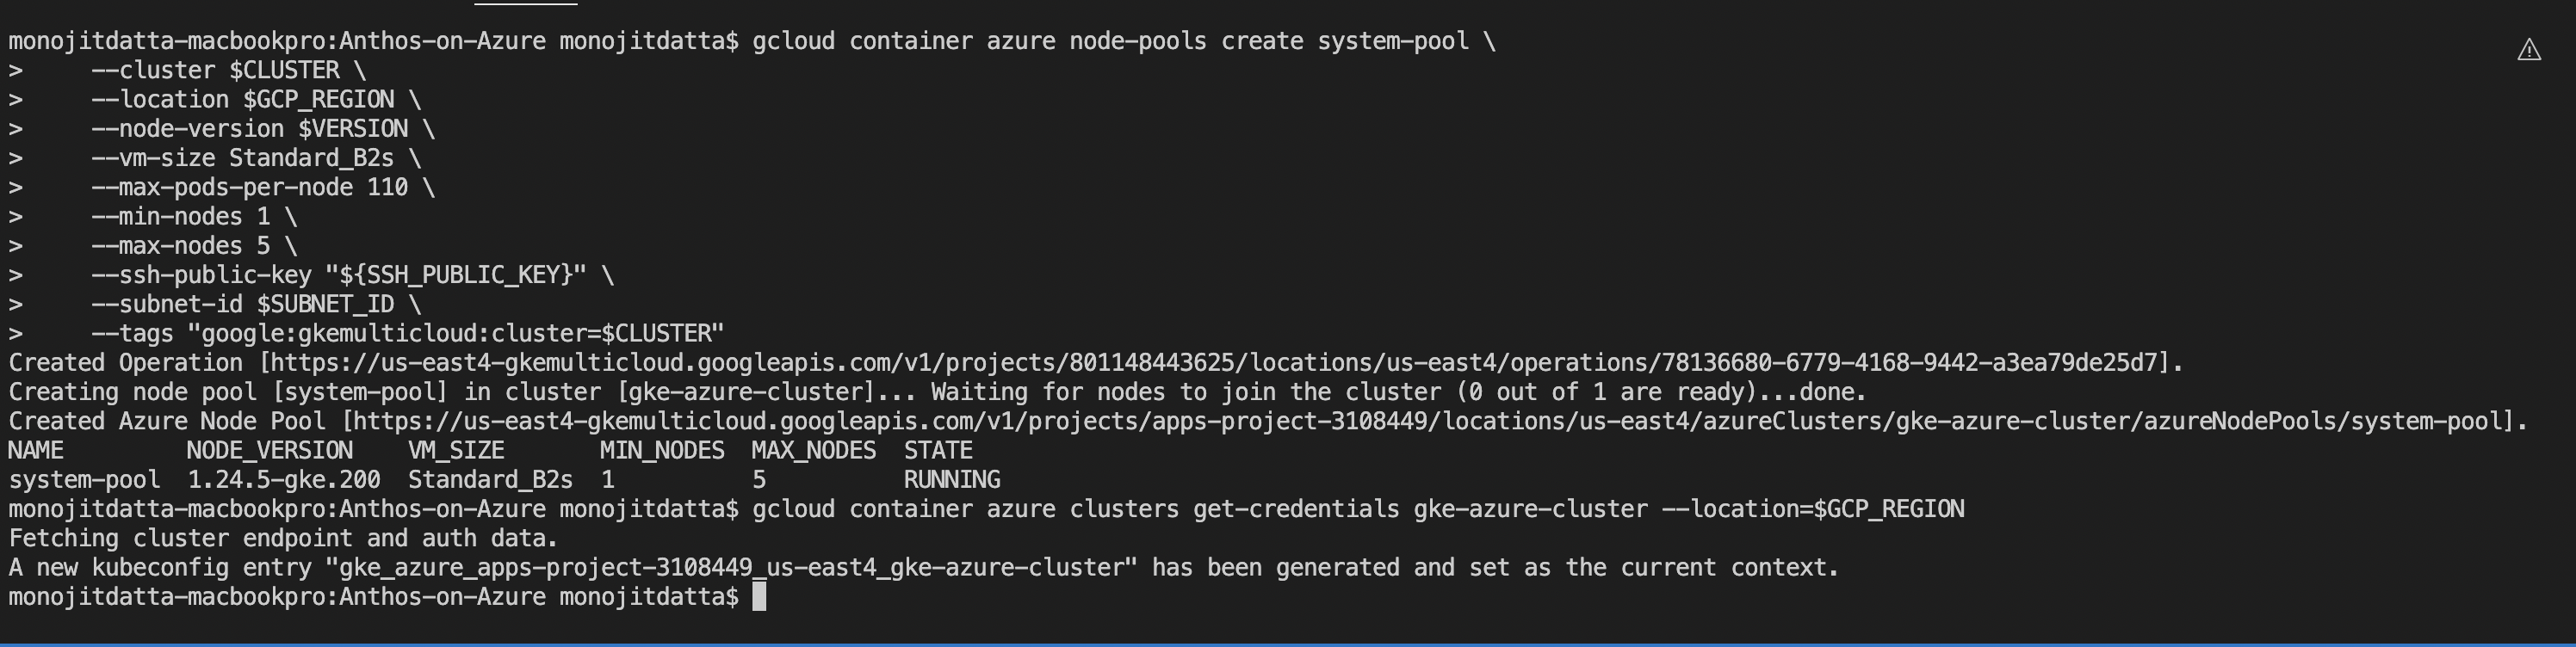 monojitdatta-macbookpro:Anthos-on-Azure monojitdatta$ gcloud container azure node-pools create system-pool \
>     --cluster $CLUSTER \
>     --location $GCP_REGION \
>     --node-version $VERSION \
>     --vm-size Standard_B2s \
>     --max-pods-per-node 110 \
>     --min-nodes 1 \
>     --max-nodes 5 \
>     --ssh-public-key "${SSH_PUBLIC_KEY}" \
>     --subnet-id $SUBNET_ID \
>     --tags "google:gkemulticloud:cluster=$CLUSTER"
Created Operation [https://us-east4-gkemulticloud.googleapis.com/v1/projects/801148443625/locations/us-east4/operations/78136680-6779-4168-9442-a3ea79de25d7].
Creating node pool [system-pool] in cluster [gke-azure-cluster]... Waiting for nodes to join the cluster (0 out of 1 are ready)...done.
Created Azure Node Pool [https://us-east4-gkemulticloud.googleapis.com/v1/projects/apps-project-3108449/locations/us-east4/azureClusters/gke-azure-cluster/azureNodePools/system-pool].
NAME         NODE_VERSION    VM_SIZE       MIN_NODES  MAX_NODES  STATE
system-pool  1.24.5-gke.200  Standard_B2s  1          5          RUNNING
monojitdatta-macbookpro:Anthos-on-Azure monojitdatta$ gcloud container azure clusters get-credentials gke-azure-cluster --location=$GCP_REGION
Fetching cluster endpoint and auth data.
A new kubeconfig entry "gke_azure_apps-project-3108449_us-east4_gke-azure-cluster" has been generated and set as the current context.
monojitdatta-macbookpro:Anthos-on-Azure monojitdatta$